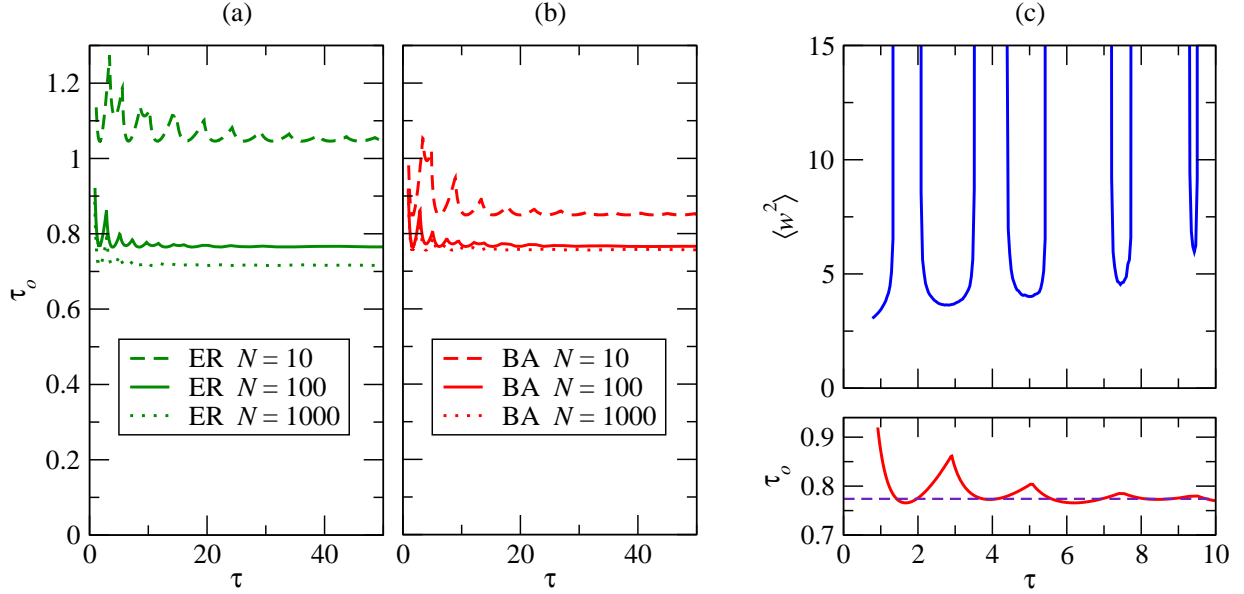 (a)
(b)
(c)
1.2
1
0.8
0.6
0.4
0.2
0
τₒ
ER N = 10
ER N = 100
ER N = 1000
0 20 40
τ
BA N = 10
BA N = 100
BA N = 1000
0 20 40
τ
15
10
5
0
⟨w²⟩
0.9
0.8
0.7
τₒ
0 2 4 6 8 10
τ